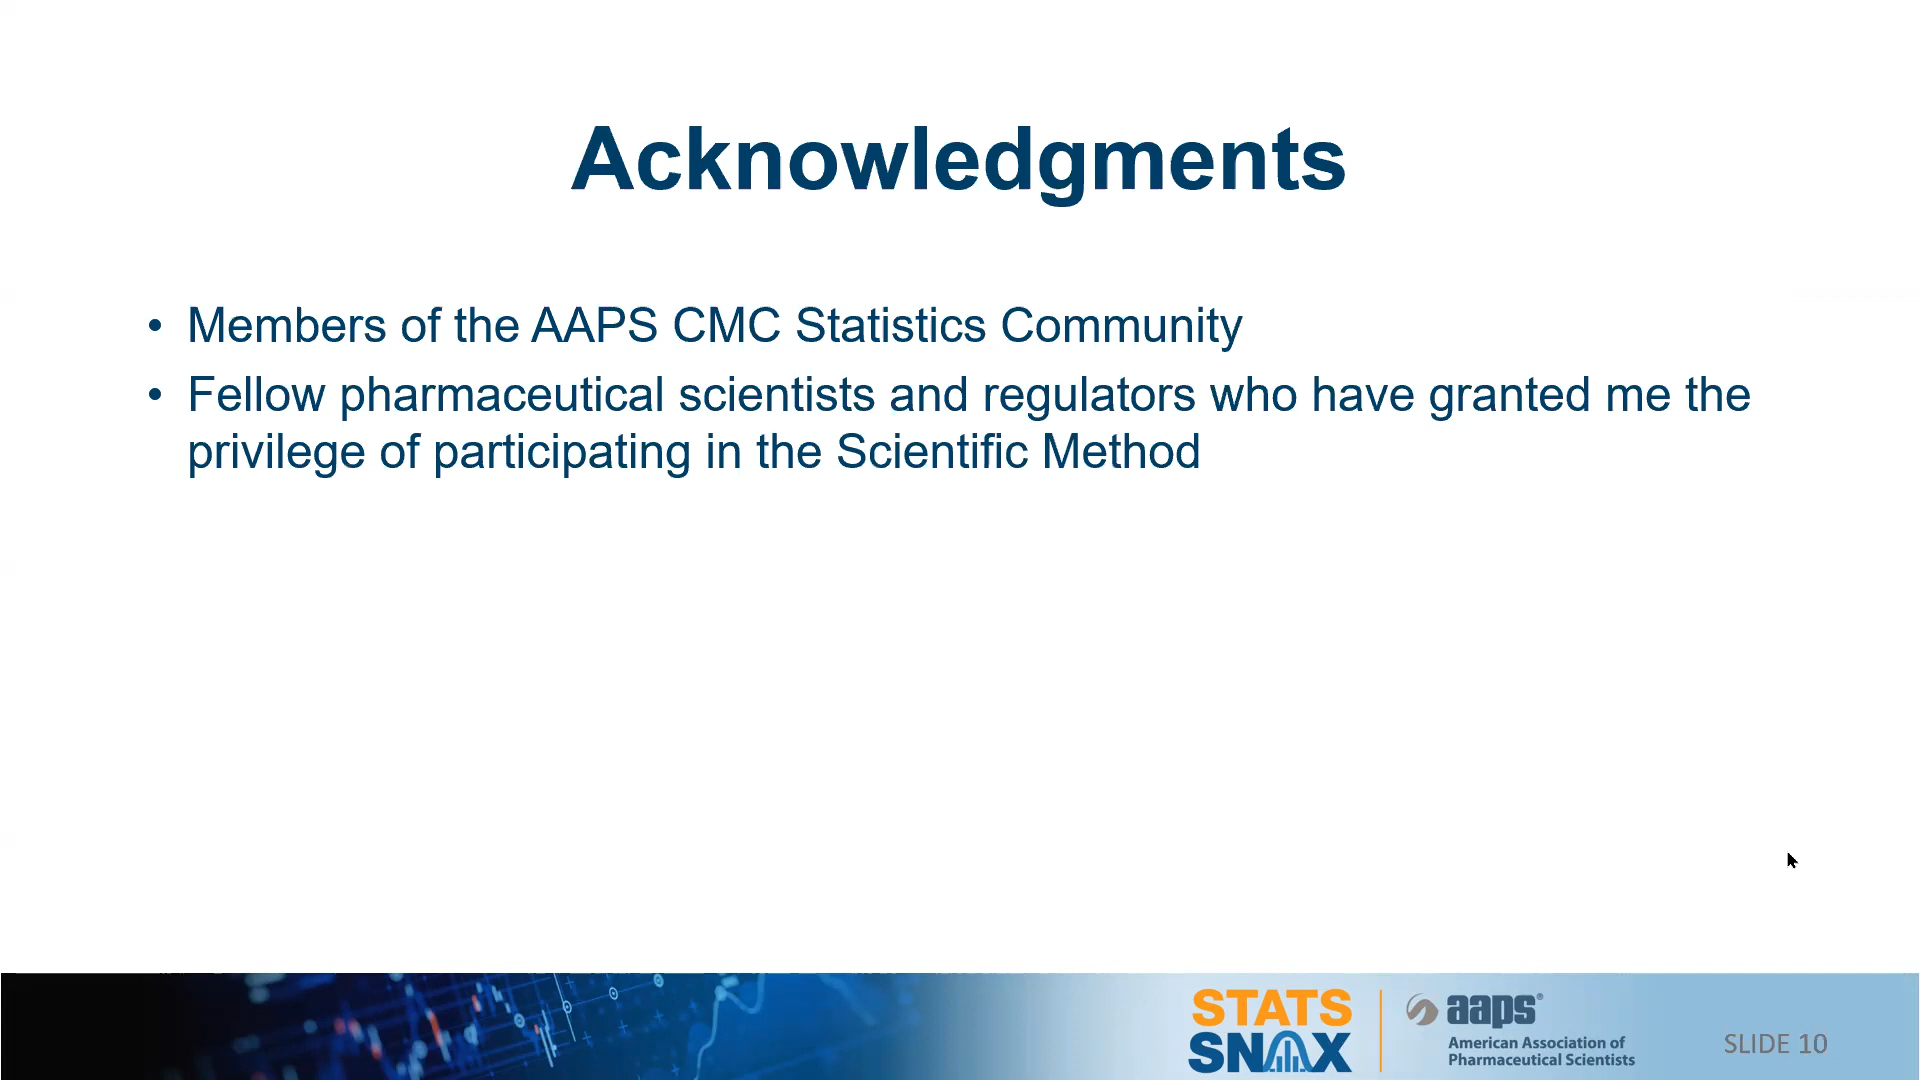 Acknowledgments
• Members of the AAPS CMC Statistics Community
• Fellow pharmaceutical scientists and regulators who have granted me the
privilege of participating in the Scientific Method
STATS
SNAX
aaps®
American Association of
Pharmaceutical Scientists
SLIDE 10